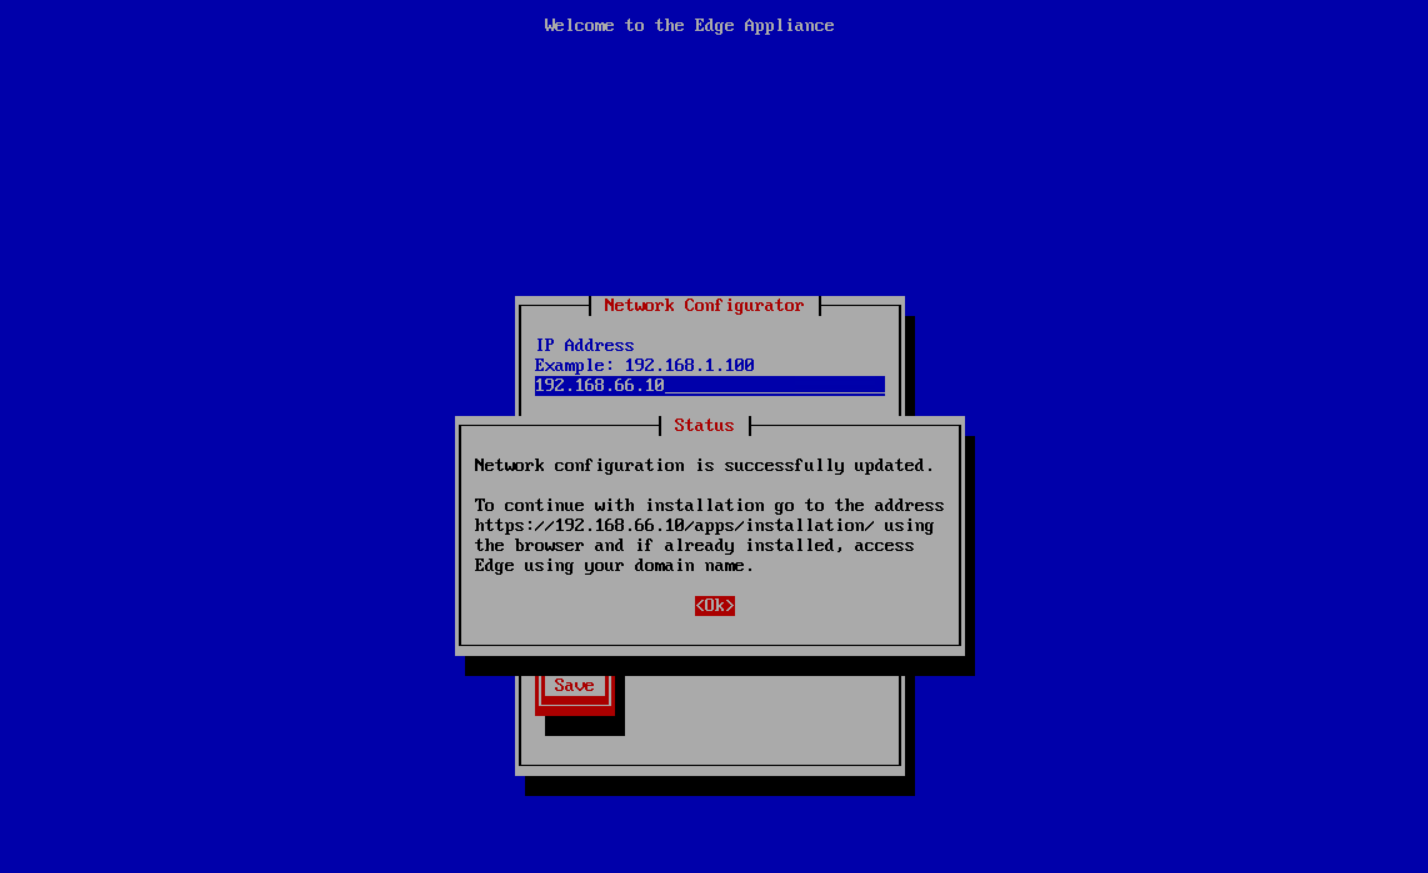 Welcome to the Edge Appliance
Network Configurator
IP Address
Example: 192.168.1.100
192.168.66.10
Status
Network configuration is successfully updated.
To continue with installation go to the address
https://192.168.66.10/apps/installation/ using
the browser and if already installed, access
Edge using your domain name.
<Ok>
Save